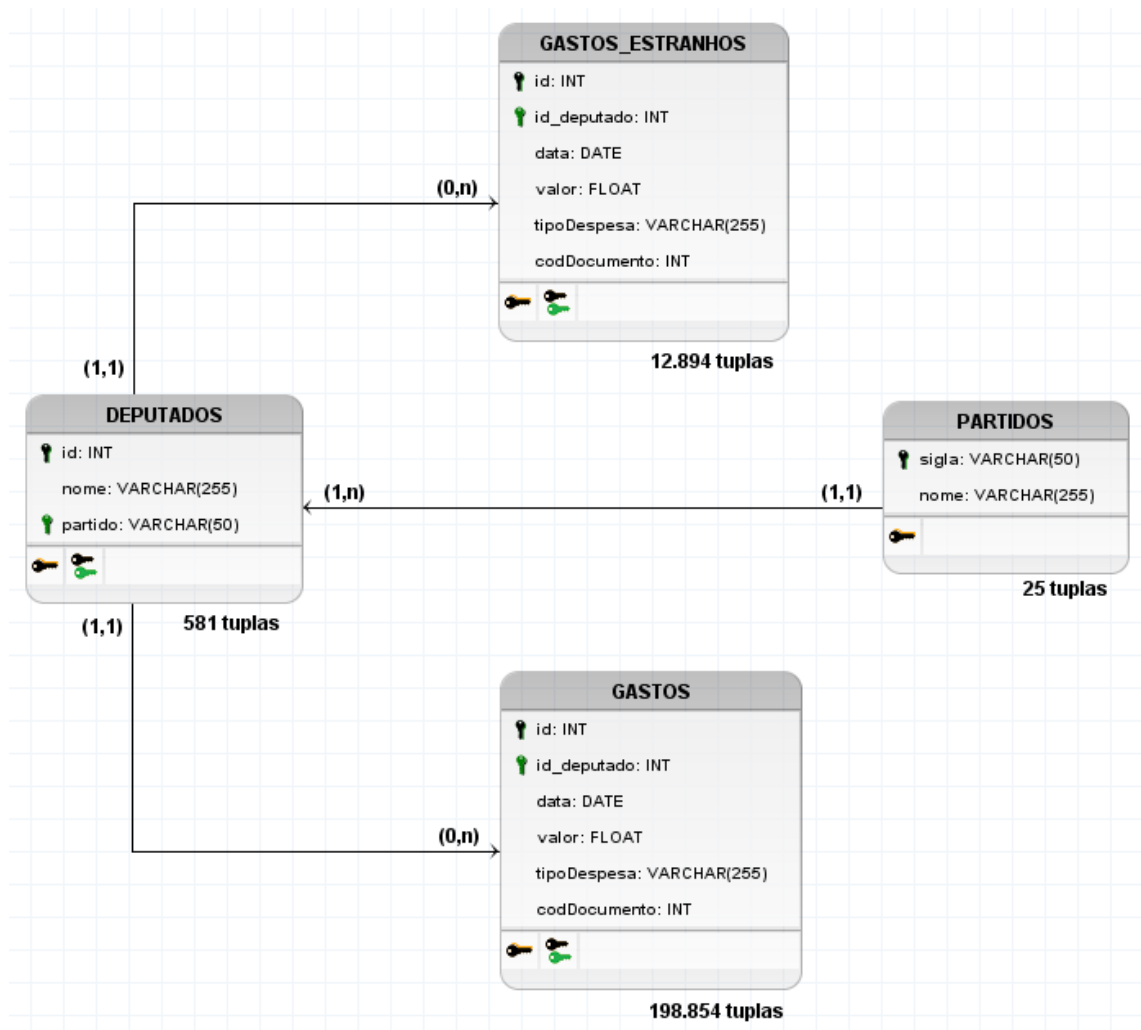 GASTOS_ESTRANHOS
id: INT
id_deputado: INT
data: DATE
valor: FLOAT
tipoDespesa: VARCHAR(255)
codDocumento: INT
12.894 tuplas
(0,n)
(1,1)
DEPUTADOS
id: INT
nome: VARCHAR(255)
partido: VARCHAR(50)
581 tuplas
(1,n)
(1,1)
PARTIDOS
sigla: VARCHAR(50)
nome: VARCHAR(255)
25 tuplas
(1,1)
(0,n)
GASTOS
id: INT
id_deputado: INT
data: DATE
valor: FLOAT
tipoDespesa: VARCHAR(255)
codDocumento: INT
198.854 tuplas